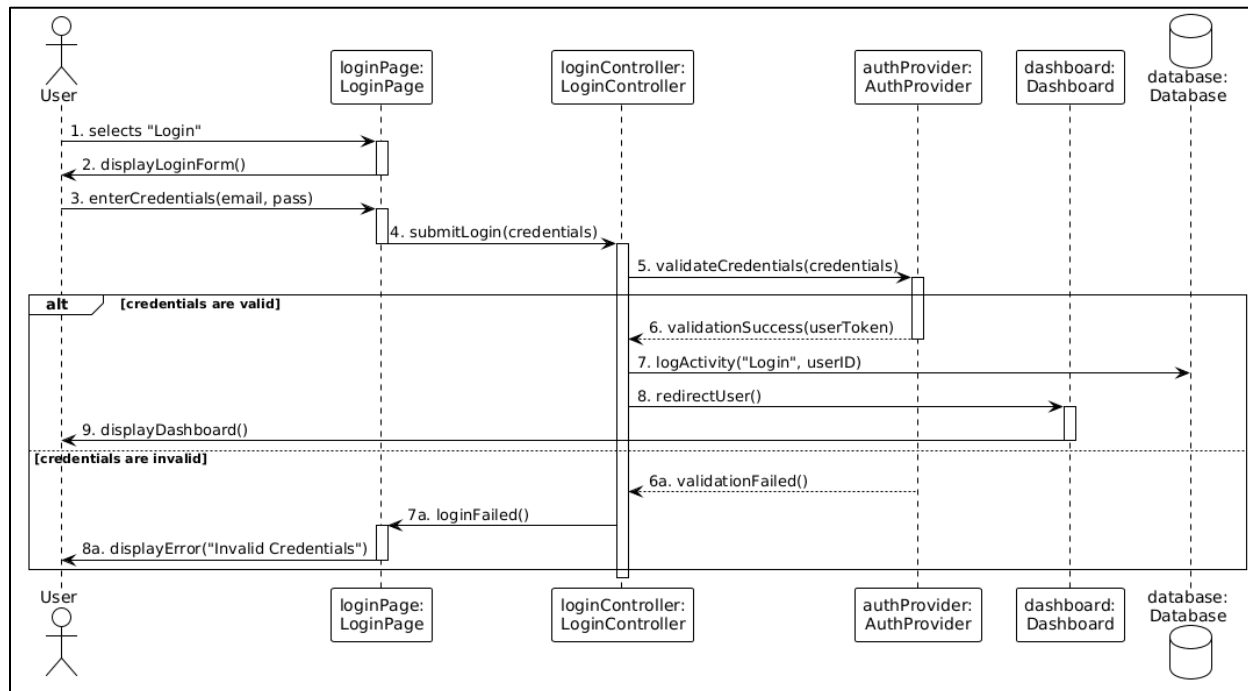 User
loginPage:
LoginPage
loginController:
LoginController
authProvider:
AuthProvider
dashboard:
Dashboard
database:
Database
1. selects "Login"
2. displayLoginForm()
3. enterCredentials(email, pass)
4. submitLogin(credentials)
5. validateCredentials(credentials)
alt
[credentials are valid]
6. validationSuccess(userToken)
7. logActivity("Login", userID)
8. redirectUser()
9. displayDashboard()
[credentials are invalid]
6a. validationFailed()
7a. loginFailed()
8a. displayError("Invalid Credentials")
User
loginPage:
LoginPage
loginController:
LoginController
authProvider:
AuthProvider
dashboard:
Dashboard
database:
Database